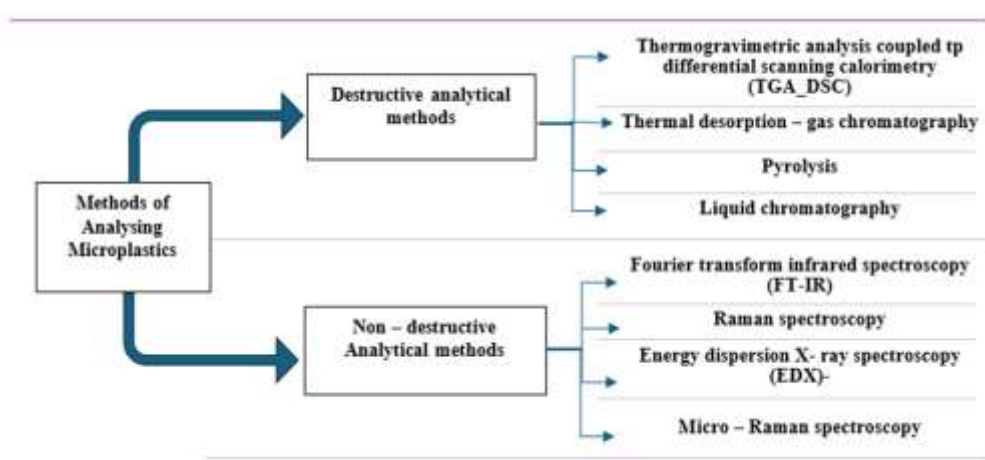 Methods of
Analysing
Microplastics
Destructive analytical
methods
Thermogravimetric analysis coupled tp
differential scanning calorimetry
(TGA_DSC)
Thermal desorption – gas chromatography
Pyrolysis
Liquid chromatography
Non – destructive
Analytical methods
Fourier transform infrared spectroscopy
(FT-IR)
Raman spectroscopy
Energy dispersion X- ray spectroscopy
(EDX)-
Micro – Raman spectroscopy